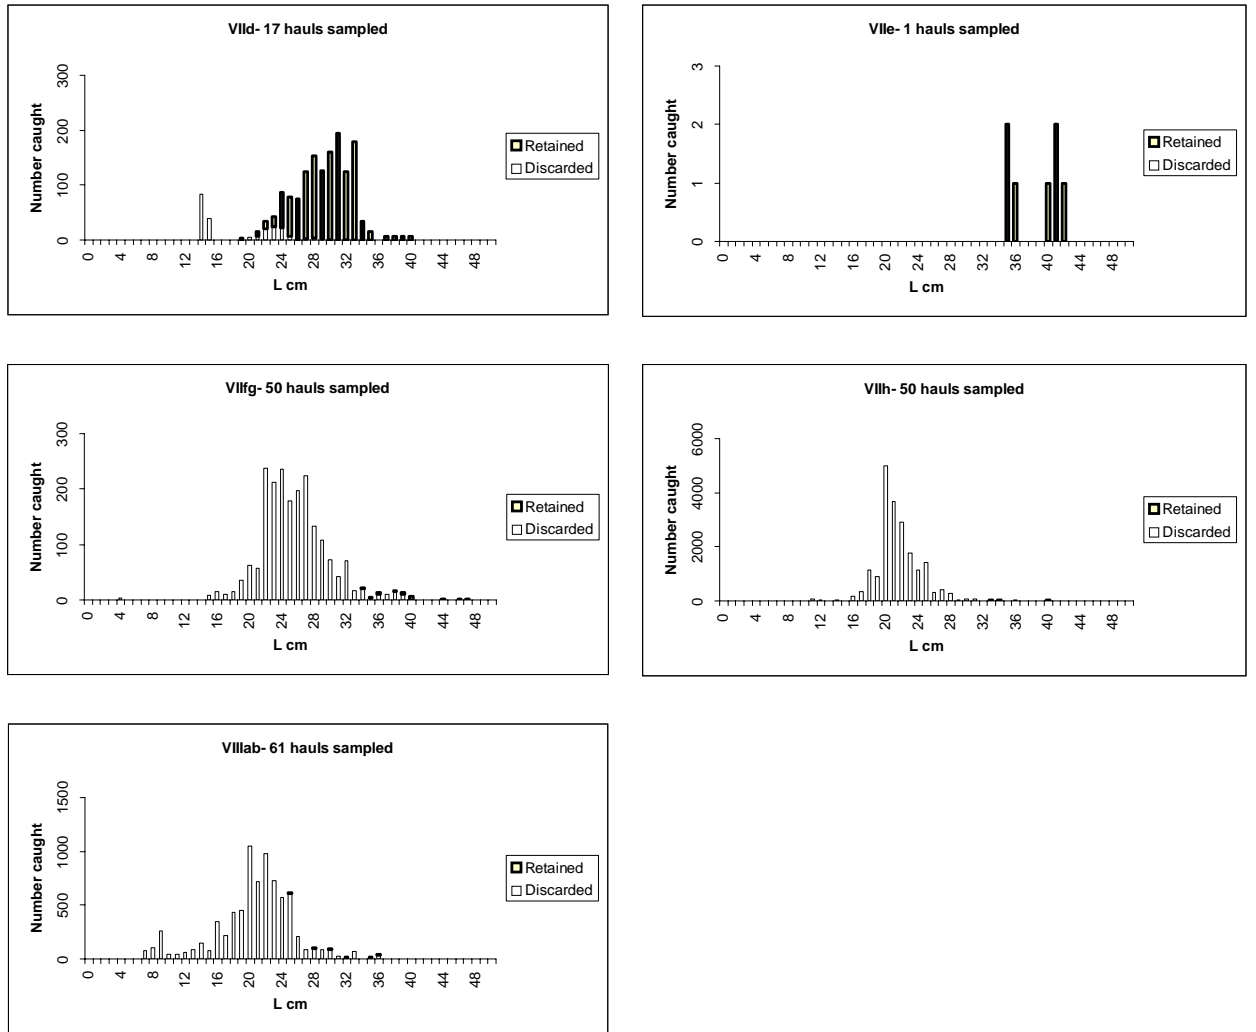 VIId- 17 hauls sampled
Number caught
300
200
100
0
0 4 8 12 16 20 24 28 32 36 40 44 48
L cm
Retained
Discarded
VIIe- 1 hauls sampled
Number caught
3
2
1
0
0 4 8 12 16 20 24 28 32 36 40 44 48
L cm
Retained
Discarded
VIIfg- 50 hauls sampled
Number caught
300
200
100
0
0 4 8 12 16 20 24 28 32 36 40 44 48
L cm
Retained
Discarded
VIIh- 50 hauls sampled
Number caught
6000
4000
2000
0
0 4 8 12 16 20 24 28 32 36 40 44 48
L cm
Retained
Discarded
VIIIab- 61 hauls sampled
Number caught
1500
1000
500
0
0 4 8 12 16 20 24 28 32 36 40 44 48
L cm
Retained
Discarded